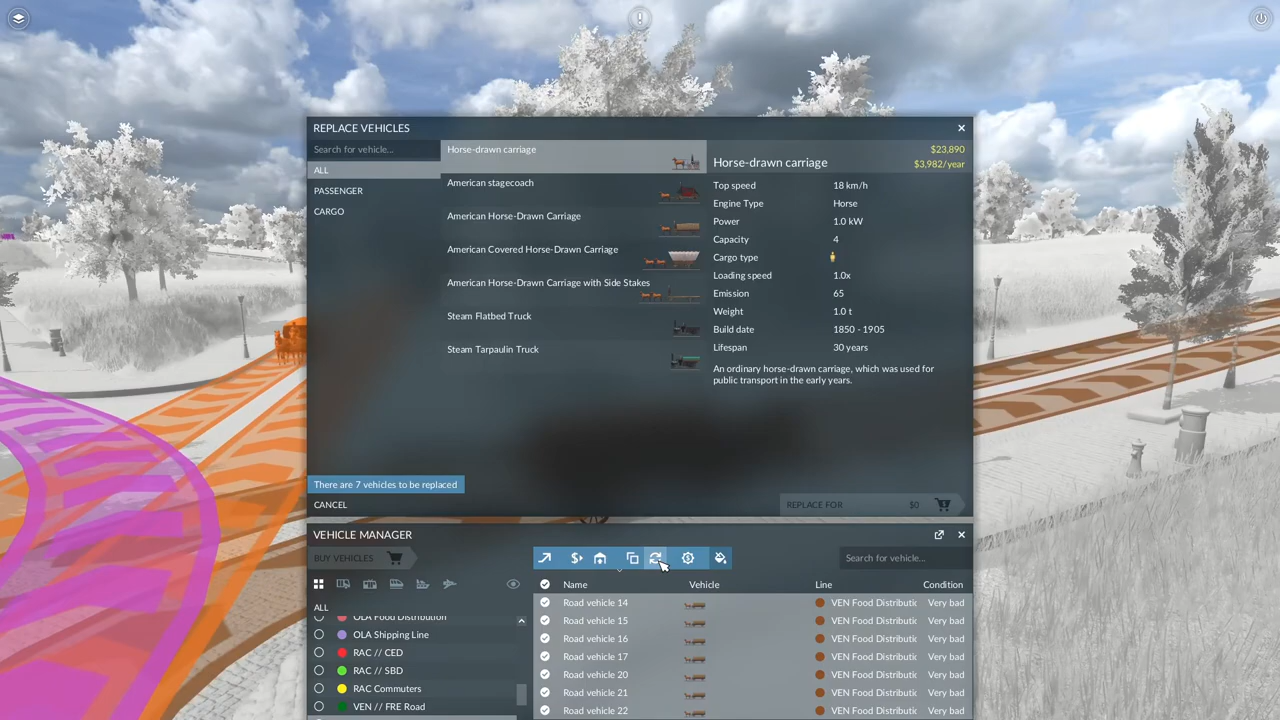 REPLACE VEHICLES
Search for vehicle...
ALL
PASSENGER
CARGO
Horse-drawn carriage
American stagecoach
American Horse-Drawn Carriage
American Covered Horse-Drawn Carriage
American Horse-Drawn Carriage with Side Stakes
Steam Flatbed Truck
Steam Tarpaulin Truck
Horse-drawn carriage
$23,890
$3,982/year
Top speed 18 km/h
Engine Type Horse
Power 1.0 kW
Capacity 4
Cargo type
Loading speed 1.0x
Emission 65
Weight 1.0 t
Build date 1850 - 1905
Lifespan 30 years
An ordinary horse-drawn carriage, which was used for
public transport in the early years.
There are 7 vehicles to be replaced
CANCEL
REPLACE FOR $0
VEHICLE MANAGER
BUY VEHICLES
Search for vehicle...
ALL
OLA Food Distribution
OLA Shipping Line
RAC // CED
RAC // SBD
RAC Commuters
VEN // FRE Road
Name Vehicle Line Condition
Road vehicle 14 VEN Food Distributic Very bad
Road vehicle 15 VEN Food Distributic Very bad
Road vehicle 16 VEN Food Distributic Very bad
Road vehicle 17 VEN Food Distributic Very bad
Road vehicle 20 VEN Food Distributic Very bad
Road vehicle 21 VEN Food Distributic Very bad
Road vehicle 22 VEN Food Distributic Very bad